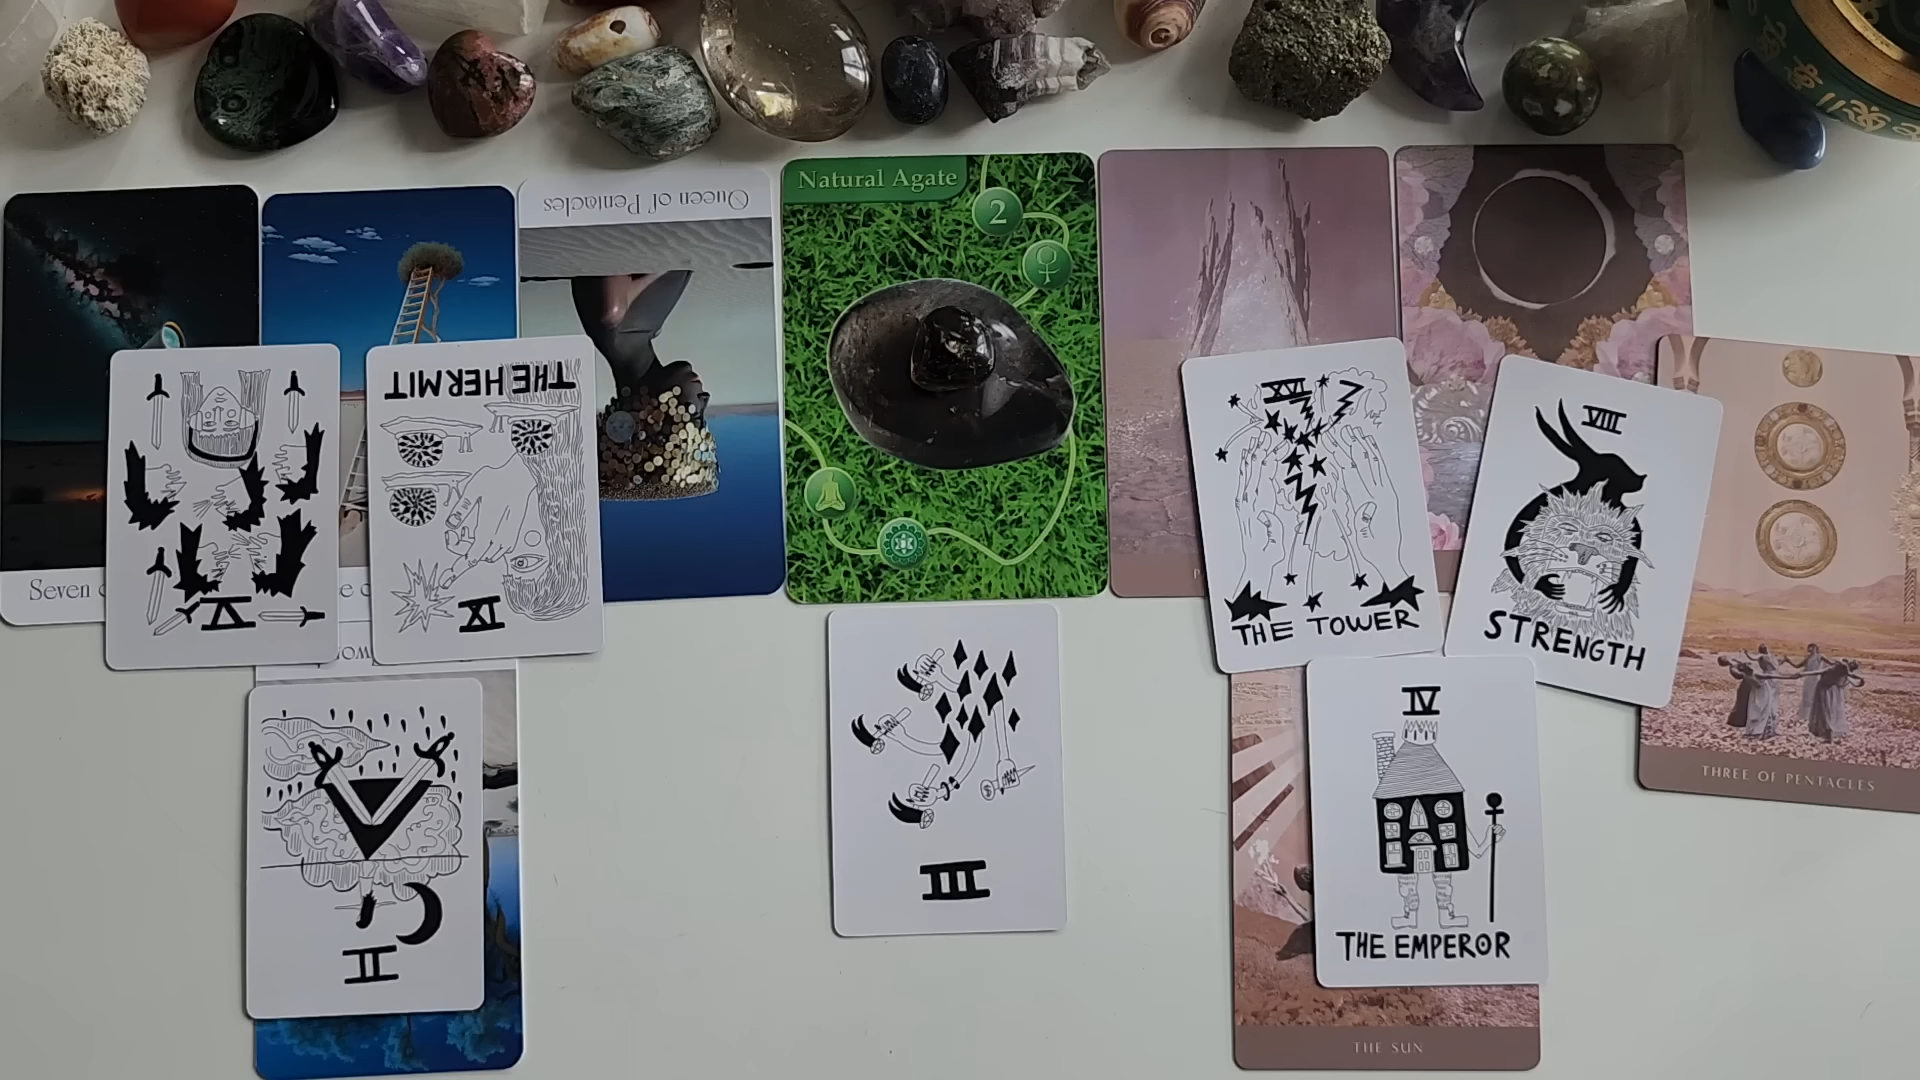 Queen of Pentacles
Natural Agate
2
Seven
THE HERMIT
IX
V
II
III
XVI
THE TOWER
VIII
STRENGTH
IV
THE EMPEROR
THREE OF PENTACLES
THE SUN